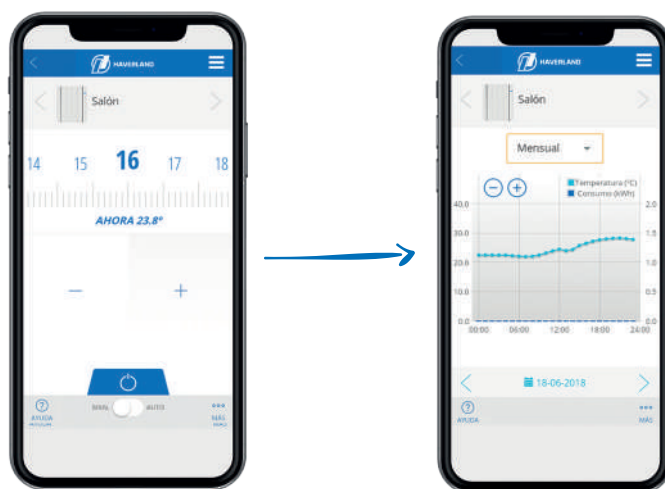 HAVERLAND
Salón
14 15 16 17 18
AHORA 23.8°
− +
MAN. AUTO
AYUDA
MÁS
HAVERLAND
Salón
Mensual
Temperatura (ºC)
Consumo (kWh)
40.0 2.0
30.0 1.5
20.0 1.0
10.0 0.5
0.0 0.0
00:00 06:00 12:00 18:00 24:00
18-06-2018
AYUDA MÁS